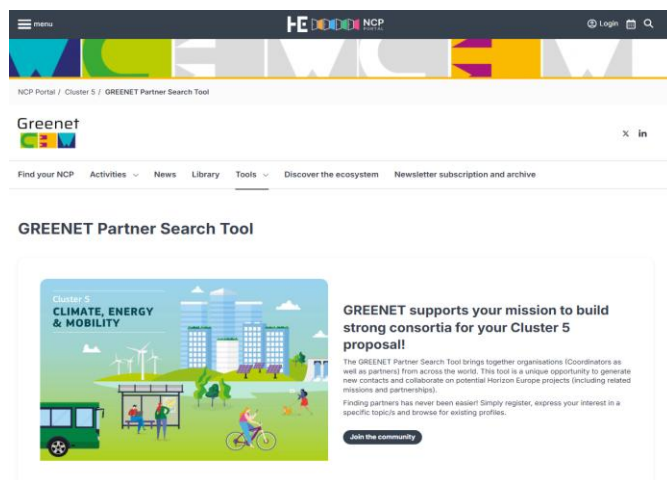 menu
HE NCP
PORTAL
Login
NCP Portal / Cluster 5 / GREENET Partner Search Tool
Greenet
CEW
X in
Find your NCP Activities News Library Tools Discover the ecosystem Newsletter subscription and archive
GREENET Partner Search Tool
Cluster 5
CLIMATE, ENERGY
& MOBILITY
GREENET supports your mission to build
strong consortia for your Cluster 5
proposal!
The GREENET Partner Search Tool brings together organisations (Coordinators as
well as partners) from across the world. This tool is a unique opportunity to generate
new contacts and collaborate on potential Horizon Europe projects (including related
missions and partnerships).
Finding partners has never been easier! Simply register, express your interest in a
specific topic/s and browse for existing profiles.
Join the community